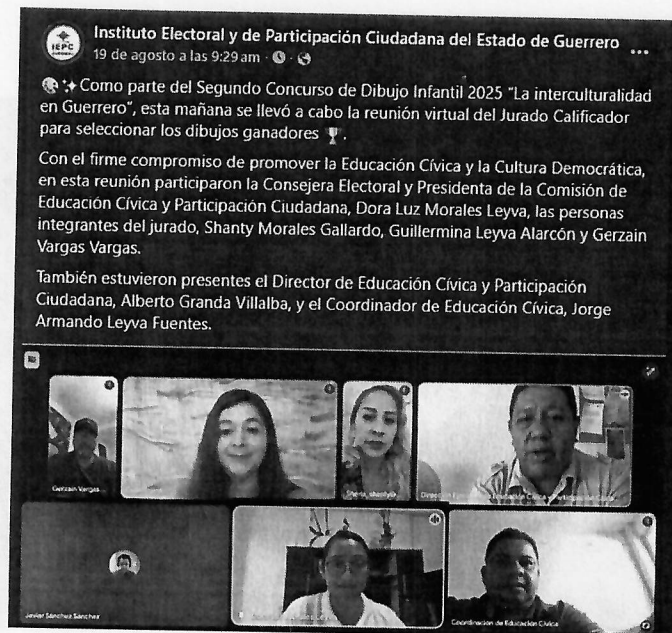 Instituto Electoral y de Participación Ciudadana del Estado de Guerrero
IEPC
19 de agosto a las 9:29 am
Como parte del Segundo Concurso de Dibujo Infantil 2025 "La interculturalidad
en Guerrero", esta mañana se llevó a cabo la reunión virtual del Jurado Calificador
para seleccionar los dibujos ganadores
Con el firme compromiso de promover la Educación Cívica y la Cultura Democrática,
en esta reunión participaron la Consejera Electoral y Presidenta de la Comisión de
Educación Cívica y Participación Ciudadana, Dora Luz Morales Leyva, las personas
integrantes del jurado, Shanty Morales Gallardo, Guillermina Leyva Alarcón y Gerzain
Vargas Vargas.
También estuvieron presentes el Director de Educación Cívica y Participación
Ciudadana, Alberto Granda Villalba, y el Coordinador de Educación Cívica, Jorge
Armando Leyva Fuentes.
Gerzain Vargas
Educación Cívica y Participación
Javier Sánchez Sánchez
Coordinación de Educación Cívica